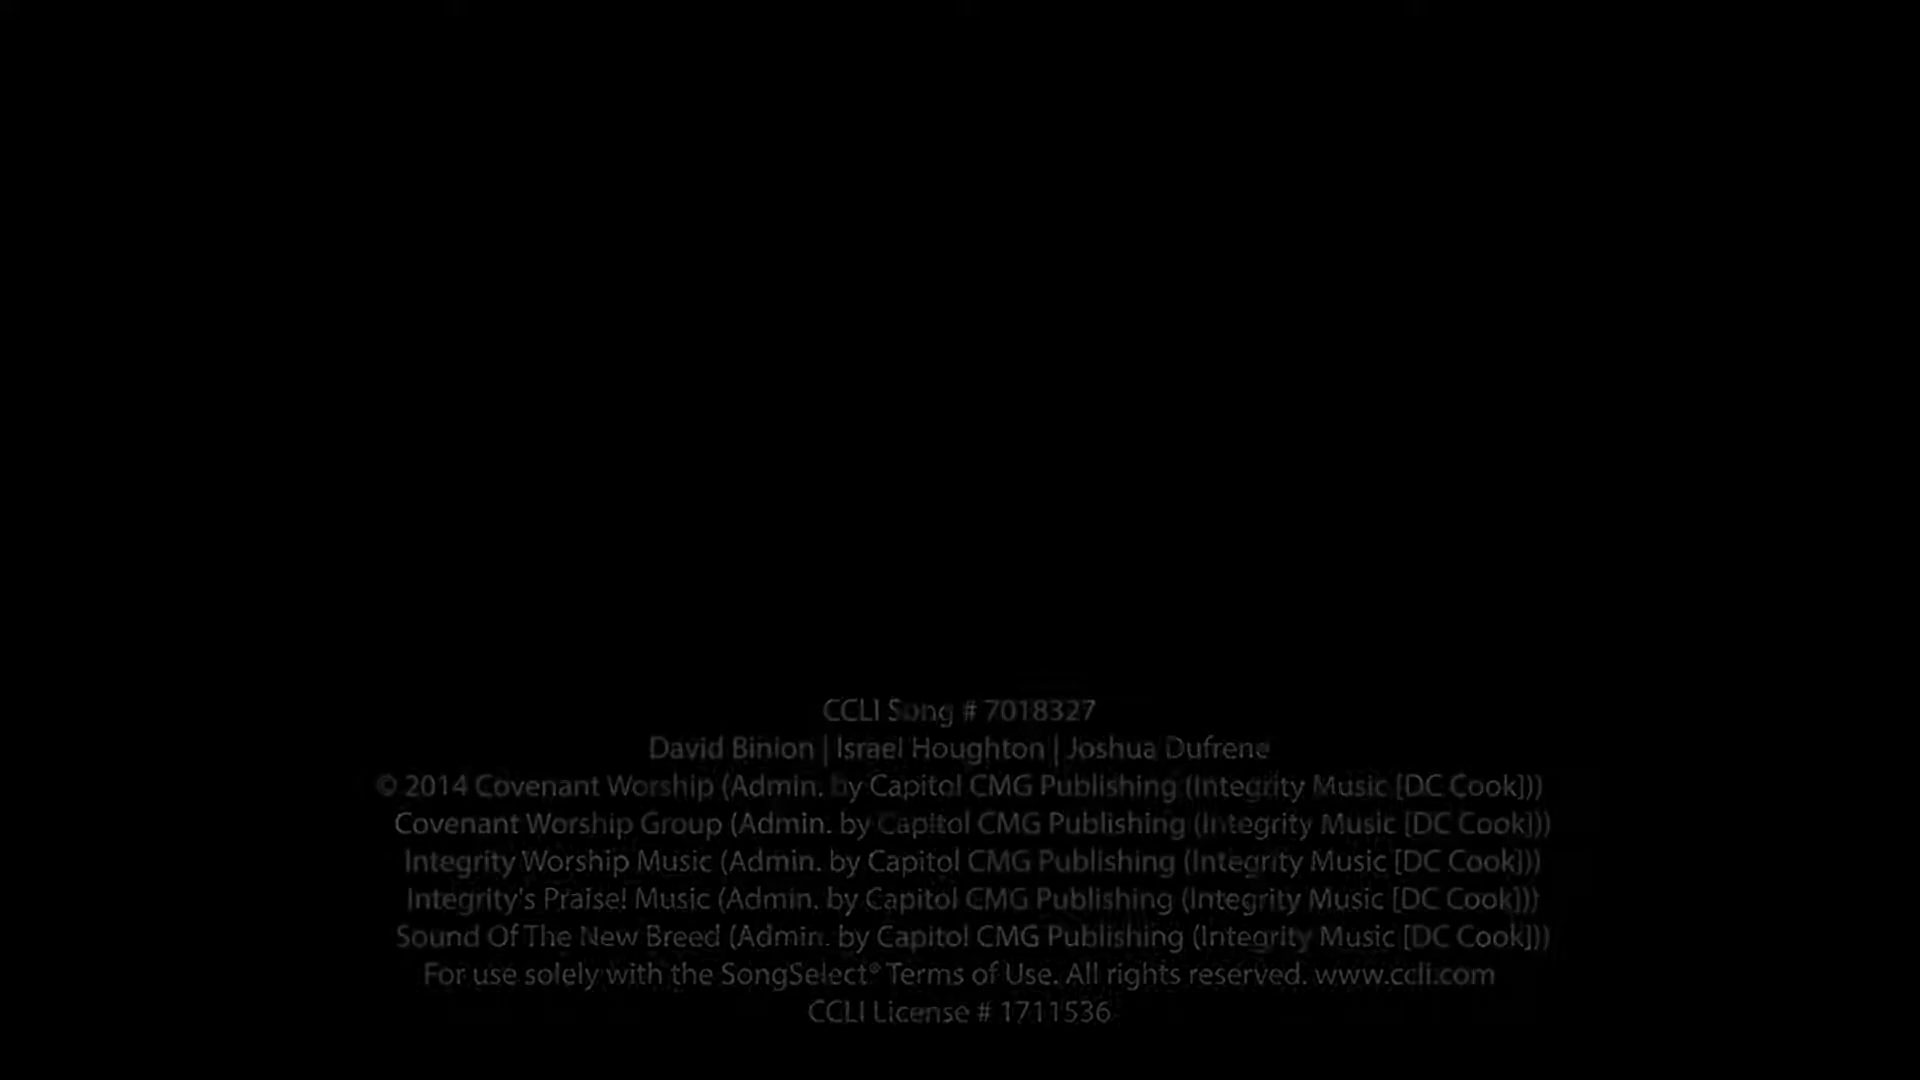 CCLI Song # 7018327
David Binion | Israel Houghton | Joshua Dufrene
© 2014 Covenant Worship (Admin. by Capitol CMG Publishing (Integrity Music [DC Cook]))
Covenant Worship Group (Admin. by Capitol CMG Publishing (Integrity Music [DC Cook]))
Integrity Worship Music (Admin. by Capitol CMG Publishing (Integrity Music [DC Cook]))
Integrity's Praise! Music (Admin. by Capitol CMG Publishing (Integrity Music [DC Cook]))
Sound Of The New Breed (Admin. by Capitol CMG Publishing (Integrity Music [DC Cook]))
For use solely with the SongSelect® Terms of Use. All rights reserved. www.ccli.com
CCLI License # 1711536